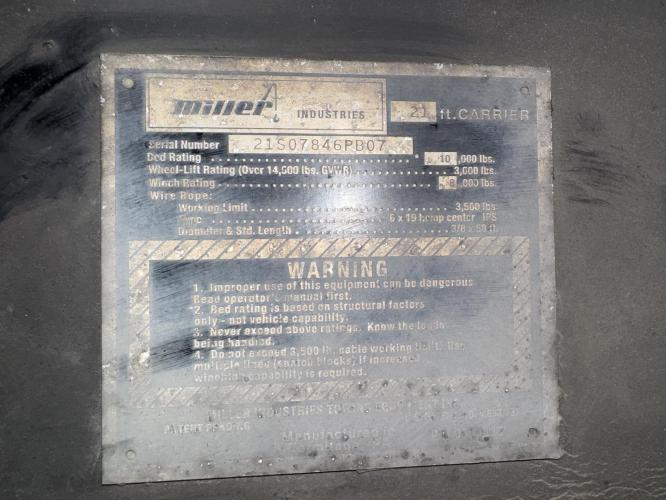 miller INDUSTRIES 21 ft. CARRIER
Serial Number 21S07846PB07
Bed Rating 10 ,000 lbs.
Wheel-Lift Rating (Over 14,500 lbs. GVWR) 3,000 lbs.
Winch Rating 8 ,000 lbs.
Wire Rope:
Working Limit 3,500 lbs.
Type 6 x 19 hemp center IPS
Diameter & Std. Length 3/8 x 50 ft.
WARNING
1. Improper use of this equipment can be dangerous
Read operator's manual first.
2. Bed rating is based on structural factors
only - not vehicle capability.
3. Never exceed above ratings. Know the loads
being handled.
4. Do not exceed 3,500 lb. cable working limit. Use
multiple lines (snatch blocks) if increased
winching capability is required.
MILLER INDUSTRIES TOWING EQUIPMENT
PATENT PENDING
Manufactured